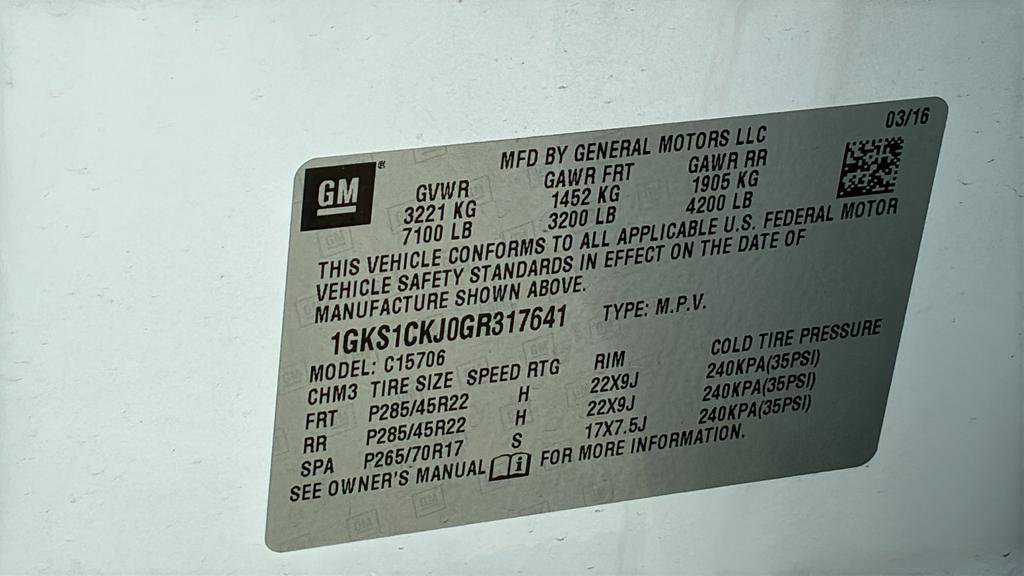 03/16
MFD BY GENERAL MOTORS LLC
GM®
GVWR GAWR FRT GAWR RR
3221 KG 1452 KG 1905 KG
7100 LB 3200 LB 4200 LB
THIS VEHICLE CONFORMS TO ALL APPLICABLE U.S. FEDERAL MOTOR
VEHICLE SAFETY STANDARDS IN EFFECT ON THE DATE OF
MANUFACTURE SHOWN ABOVE.
1GKS1CKJ0GR317641 TYPE: M.P.V.
MODEL: C15706
CHM3 TIRE SIZE SPEED RTG RIM COLD TIRE PRESSURE
FRT P285/45R22 H 22X9J 240KPA(35PSI)
RR P285/45R22 H 22X9J 240KPA(35PSI)
SPA P265/70R17 S 17X7.5J 240KPA(35PSI)
SEE OWNER'S MANUAL FOR MORE INFORMATION.